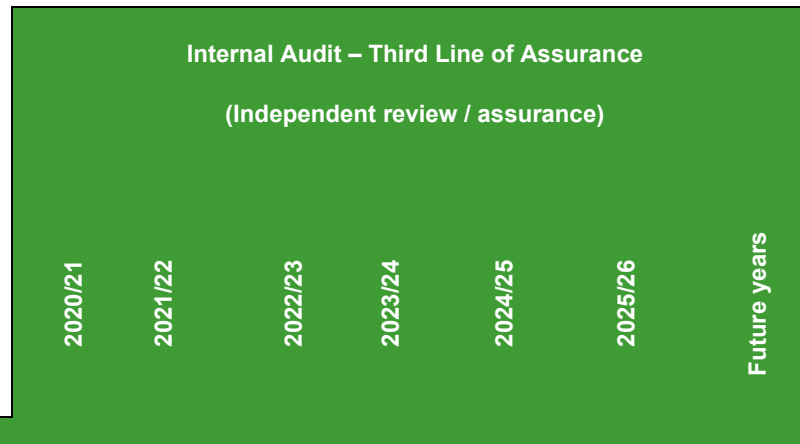 Internal Audit – Third Line of Assurance
(Independent review / assurance)
2020/21
2021/22
2022/23
2023/24
2024/25
2025/26
Future years